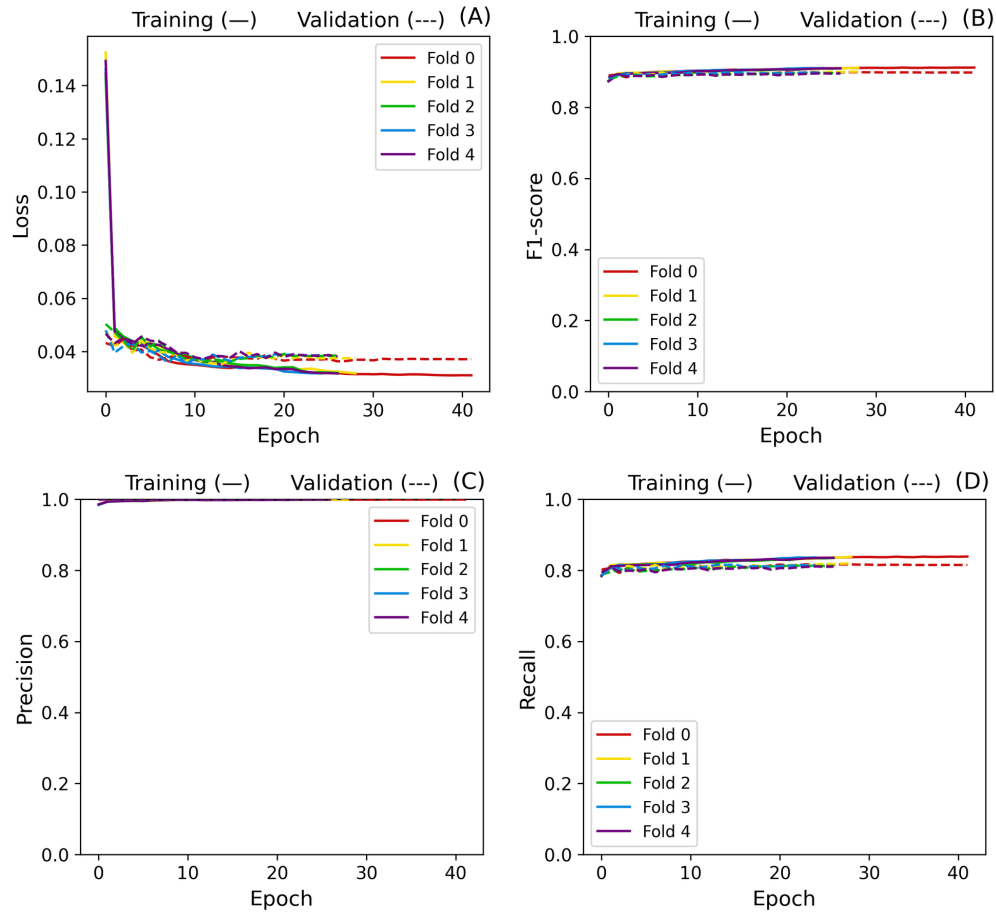 Training (—) Validation (---) (A)
Loss
0.14
0.12
0.10
0.08
0.06
0.04
Fold 0
Fold 1
Fold 2
Fold 3
Fold 4
0 10 20 30 40
Epoch
Training (—) Validation (---) (B)
F1-score
1.0
0.8
0.6
0.4
0.2
0.0
Fold 0
Fold 1
Fold 2
Fold 3
Fold 4
0 10 20 30 40
Epoch
Training (—) Validation (---) (C)
Precision
1.0
0.8
0.6
0.4
0.2
0.0
Fold 0
Fold 1
Fold 2
Fold 3
Fold 4
0 10 20 30 40
Epoch
Training (—) Validation (---) (D)
Recall
1.0
0.8
0.6
0.4
0.2
0.0
Fold 0
Fold 1
Fold 2
Fold 3
Fold 4
0 10 20 30 40
Epoch